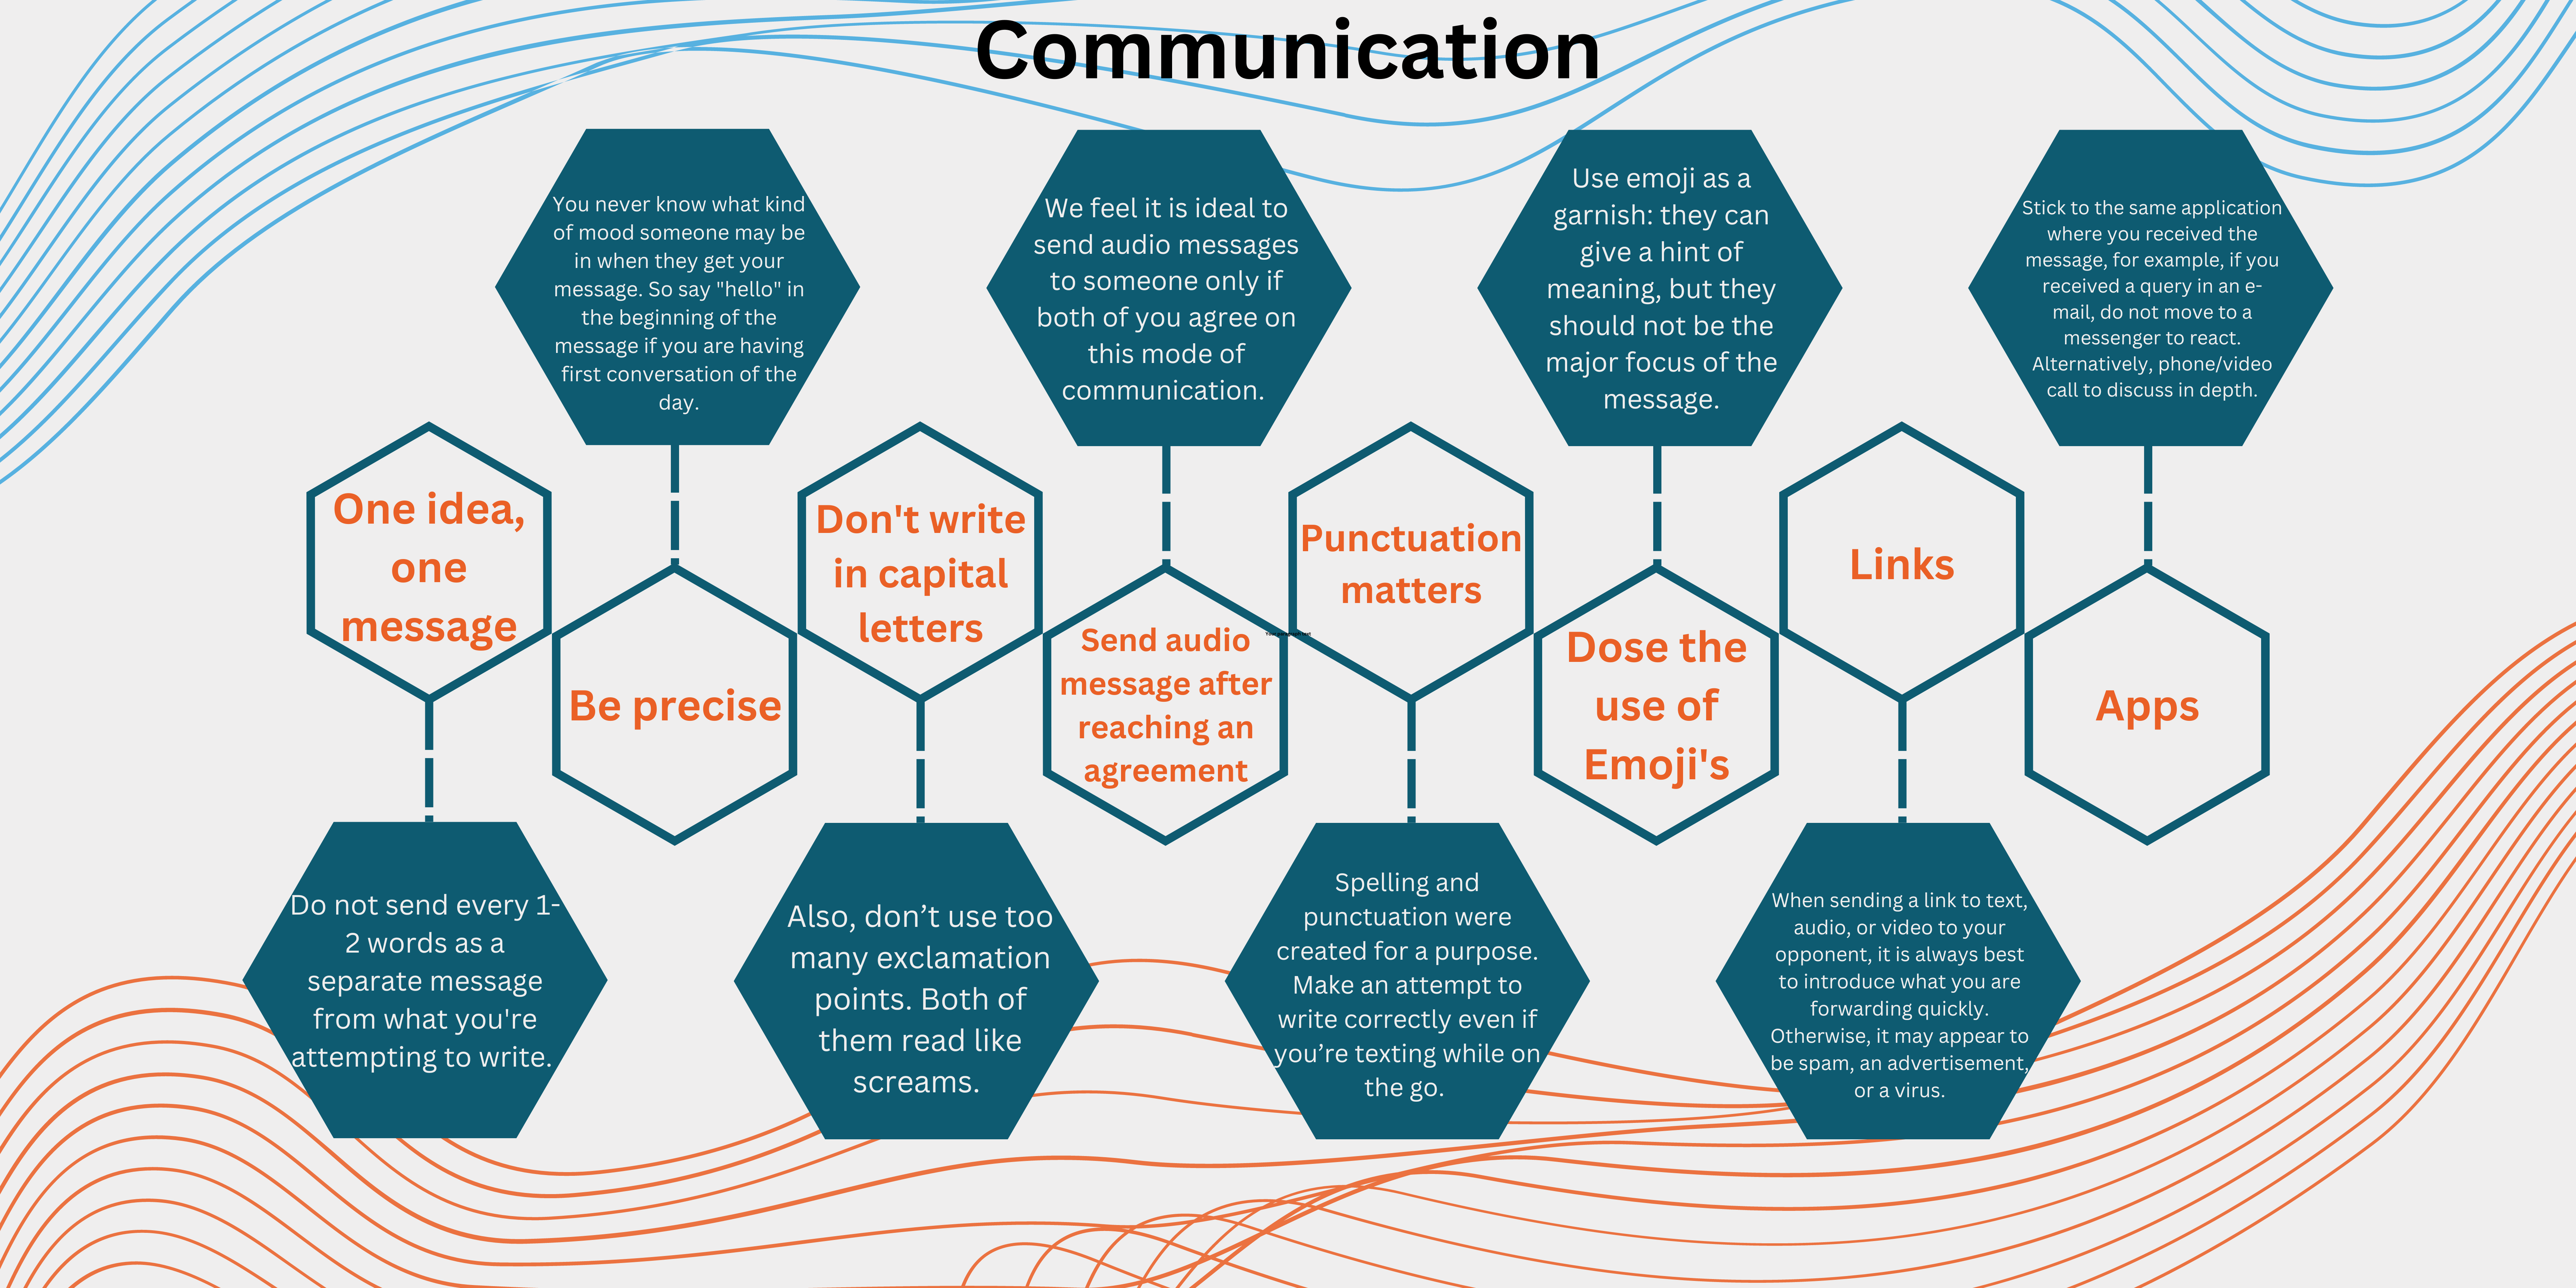 Communication
You never know what kind
of mood someone may be
in when they get your
message. So say "hello" in
the beginning of the
message if you are having
first conversation of the
day.
We feel it is ideal to
send audio messages
to someone only if
both of you agree on
this mode of
communication.
Use emoji as a
garnish: they can
give a hint of
meaning, but they
should not be the
major focus of the
message.
Stick to the same application
where you received the
message, for example, if you
received a query in an e-
mail, do not move to a
messenger to react.
Alternatively, phone/video
call to discuss in depth.
One idea,
one
message
Be precise
Don't write
in capital
letters
Send audio
message after
reaching an
agreement
Your paragraph text
Punctuation
matters
Dose the
use of
Emoji's
Links
Apps
Do not send every 1-
2 words as a
separate message
from what you're
attempting to write.
Also, don’t use too
many exclamation
points. Both of
them read like
screams.
Spelling and
punctuation were
created for a purpose.
Make an attempt to
write correctly even if
you’re texting while on
the go.
When sending a link to text,
audio, or video to your
opponent, it is always best
to introduce what you are
forwarding quickly.
Otherwise, it may appear to
be spam, an advertisement,
or a virus.